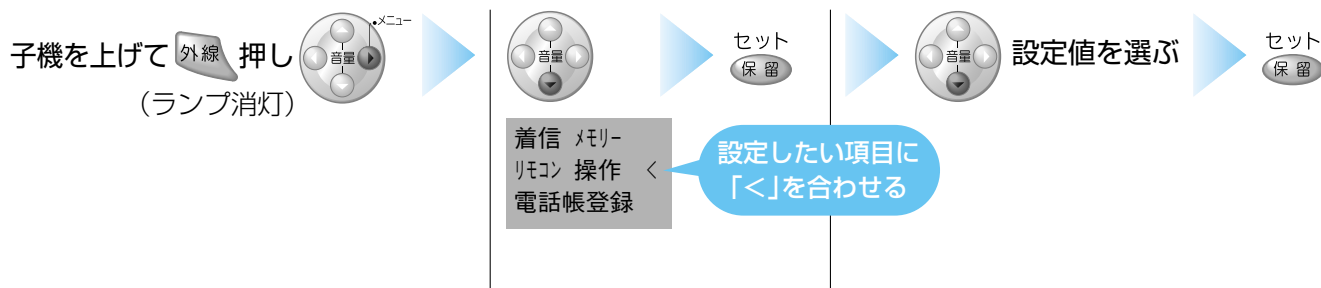 ●メニュー
子機を上げて 外線 押し 音量
（ランプ消灯）
音量
セット
保留
着信 ﾒﾓﾘｰ
ﾘﾓｺﾝ 操作 <
電話帳登録
設定したい項目に
「<」を合わせる
音量 設定値を選ぶ
セット
保留